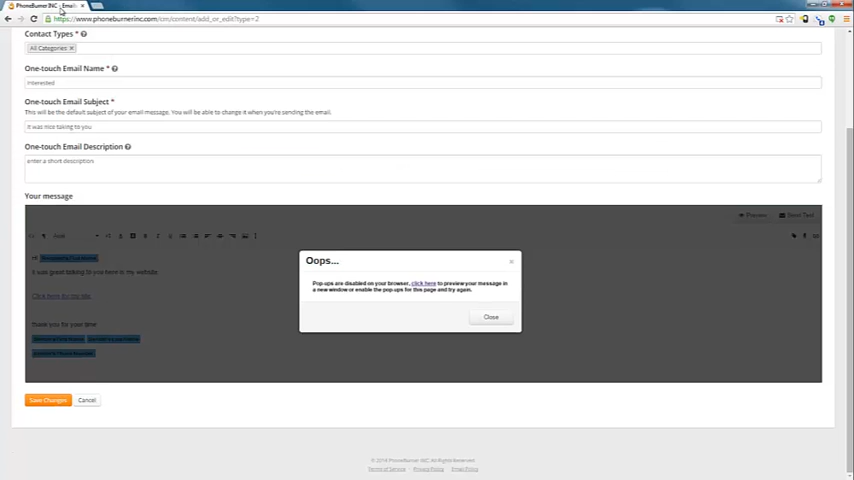 PhoneBurner INC - Email
https://www.phoneburnerinc.com/cm/content/add_or_edit?type=2
Contact Types *
All Categories ×
One-touch Email Name *
Interested
One-touch Email Subject *
This will be the default subject of your email message. You will be able to change it when you're sending the email.
It was nice talking to you
One-touch Email Description
enter a short description
Your message
Preview Send Test
Arial
Hi
It was good talking to you here is my website
Click here for my site
Thank you for your time
Oops...
Pop-ups are disabled on your browser, click here to preview your message in
a new window or enable the pop-ups for this page and try again.
Close
Save Changes Cancel
© 2014 PhoneBurner INC All Rights Reserved
Terms of Service Privacy Policy Email Policy